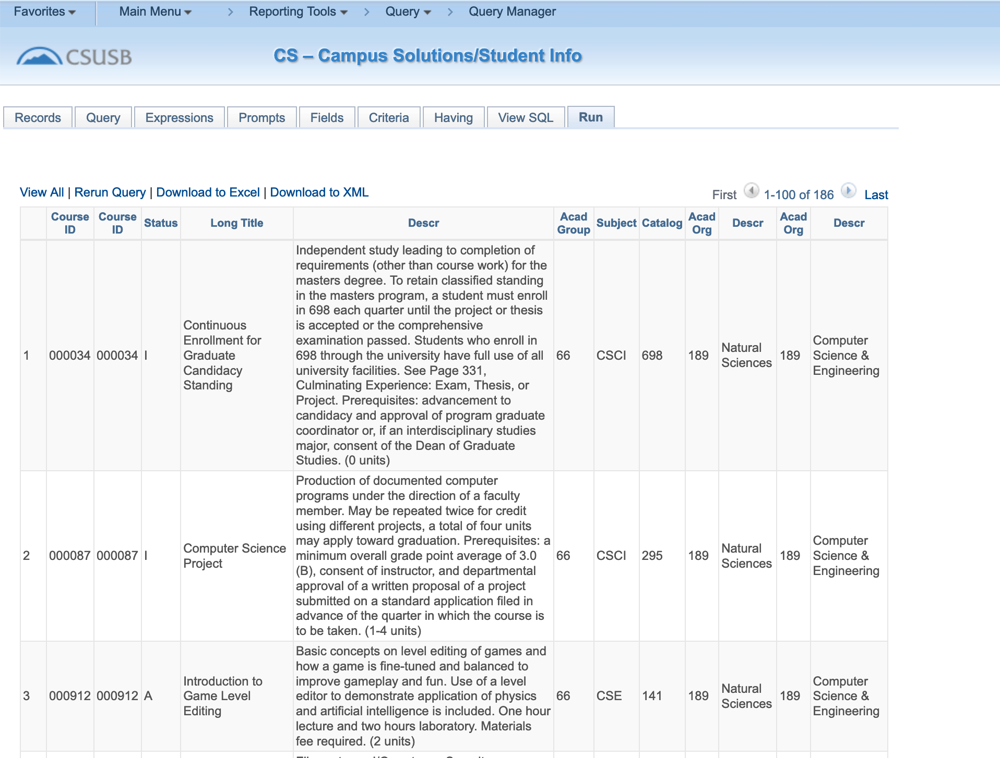 Favorites Main Menu > Reporting Tools > Query > Query Manager
CSUSB
CS – Campus Solutions/Student Info
Records Query Expressions Prompts Fields Criteria Having View SQL Run
View All | Rerun Query | Download to Excel | Download to XML
First 1-100 of 186 Last
Course ID Course ID Status Long Title Descr Acad Group Subject Catalog Acad Org Descr Acad Org Descr
1 000034 000034 I
Continuous
Enrollment for
Graduate
Candidacy
Standing
Independent study leading to completion of
requirements (other than course work) for the
masters degree. To retain classified standing
in the masters program, a student must enroll
in 698 each quarter until the project or thesis
is accepted or the comprehensive
examination passed. Students who enroll in
698 through the university have full use of all
university facilities. See Page 331,
Culminating Experience: Exam, Thesis, or
Project. Prerequisites: advancement to
candidacy and approval of program graduate
coordinator or, if an interdisciplinary studies
major, consent of the Dean of Graduate
Studies. (0 units)
66 CSCI 698 189
Natural
Sciences
189
Computer
Science &
Engineering
2 000087 000087 I
Computer Science
Project
Production of documented computer
programs under the direction of a faculty
member. May be repeated twice for credit
using different projects, a total of four units
may apply toward graduation. Prerequisites: a
minimum overall grade point average of 3.0
(B), consent of instructor, and departmental
approval of a written proposal of a project
submitted on a standard application filed in
advance of the quarter in which the course is
to be taken. (1-4 units)
66 CSCI 295 189
Natural
Sciences
189
Computer
Science &
Engineering
3 000912 000912 A
Introduction to
Game Level
Editing
Basic concepts on level editing of games and
how a game is fine-tuned and balanced to
improve gameplay and fun. Use of a level
editor to demonstrate application of physics
and artificial intelligence is included. One hour
lecture and two hours laboratory. Materials
fee required. (2 units)
66 CSE 141 189
Natural
Sciences
189
Computer
Science &
Engineering